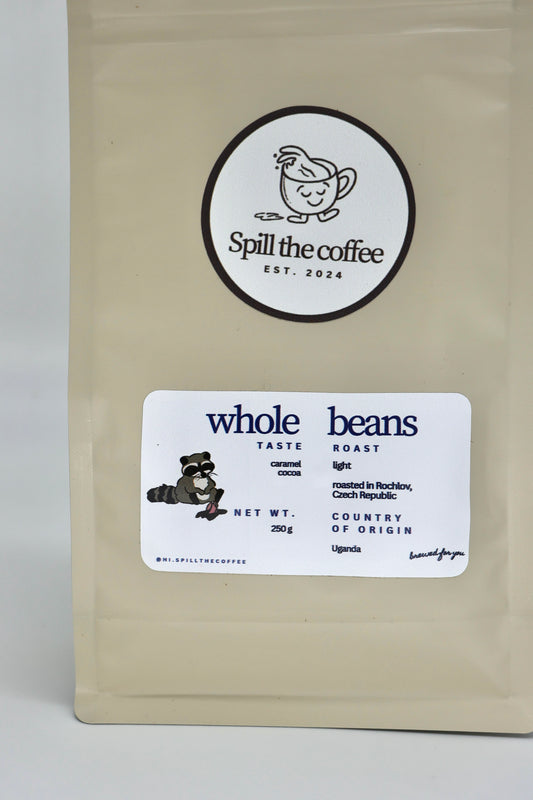 Spill the coffee
EST. 2024
whole beans
TASTE
caramel
cocoa
NET WT.
250 g
ROAST
light
roasted in Rochlov,
Czech Republic
COUNTRY
OF ORIGIN
Uganda
@HI.SPILLTHECOFFEE
brewed for you